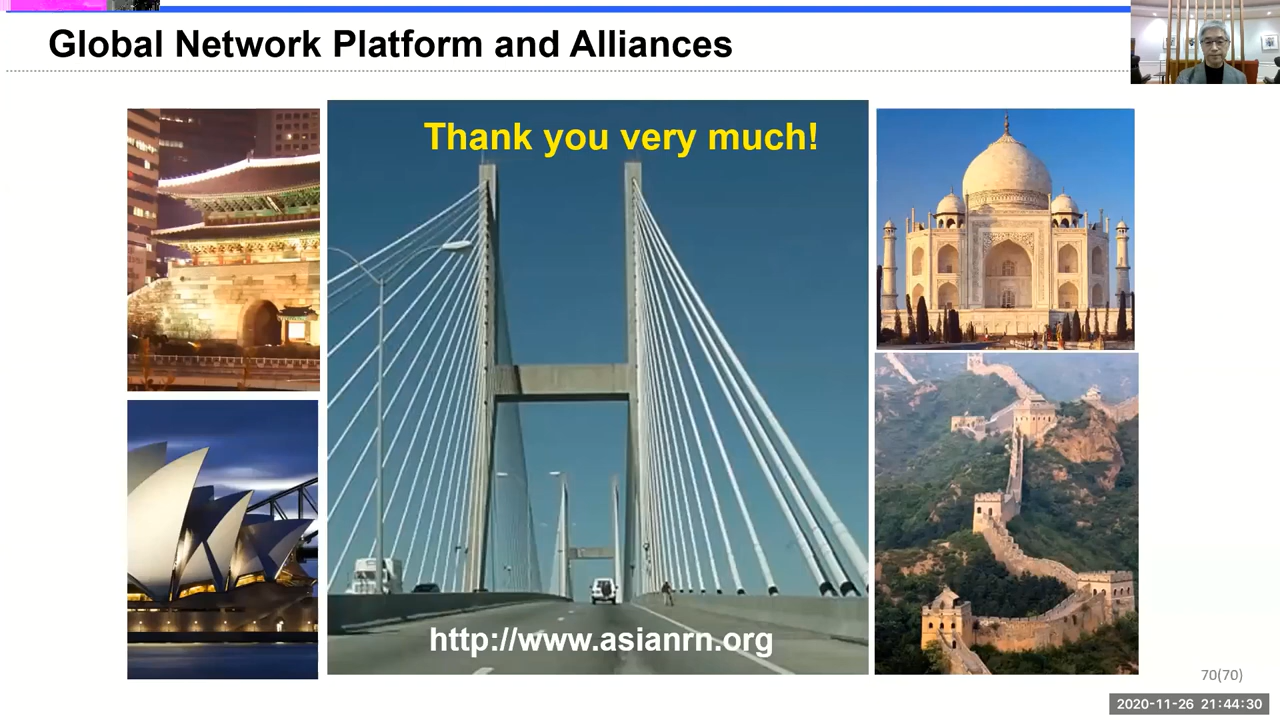 Global Network Platform and Alliances
Thank you very much!
http://www.asianrn.org
70(70)
2020-11-26 21:44:30